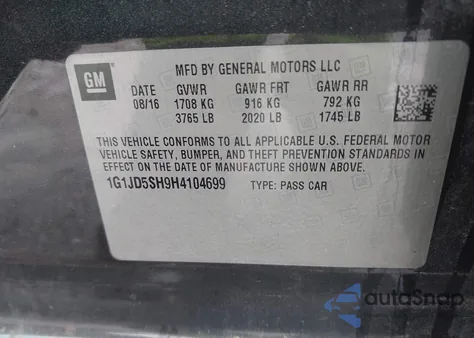 GM
MFD BY GENERAL MOTORS LLC
DATE GVWR GAWR FRT GAWR RR
08/16 1708 KG 916 KG 792 KG
3765 LB 2020 LB 1745 LB
THIS VEHICLE CONFORMS TO ALL APPLICABLE U.S. FEDERAL MOTOR
VEHICLE SAFETY, BUMPER, AND THEFT PREVENTION STANDARDS IN
EFFECT ON THE DATE OF MANUFACTURE SHOWN ABOVE.
1G1JD5SH9H4104699 TYPE: PASS CAR
autoSnap